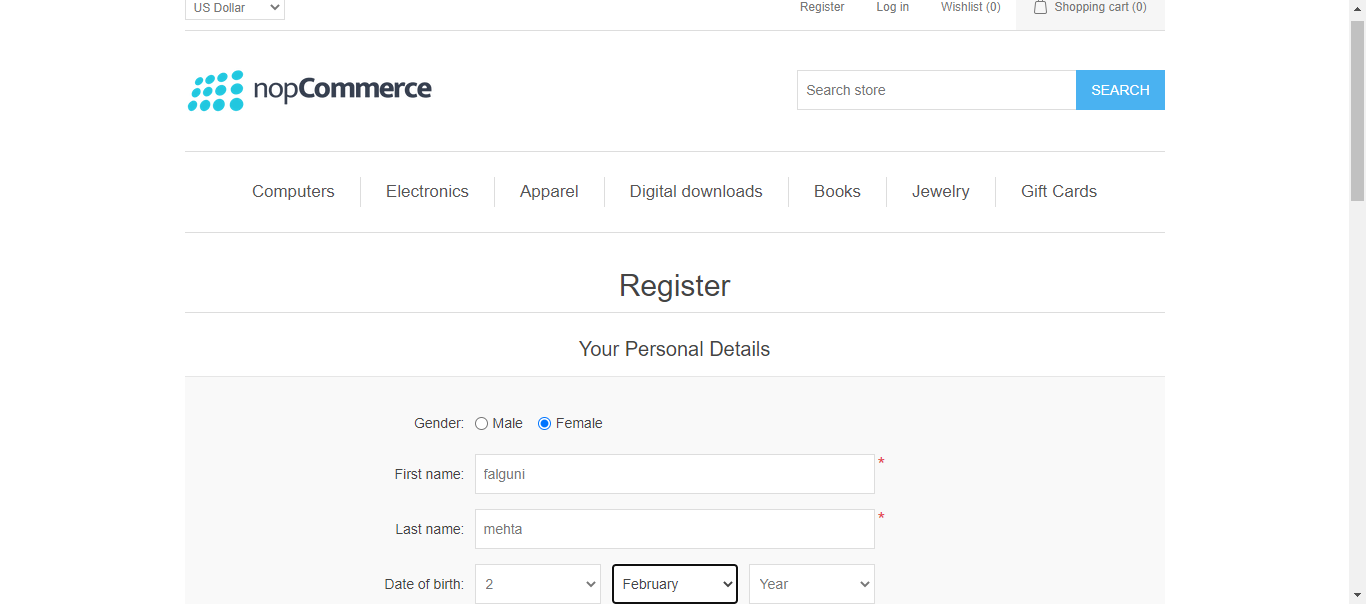 US Dollar Register Log in Wishlist (0) Shopping cart (0)
nopCommerce Search store SEARCH
Computers Electronics Apparel Digital downloads Books Jewelry Gift Cards
Register
Your Personal Details
Gender: Male Female
First name: falguni *
Last name: mehta *
Date of birth: 2 February Year